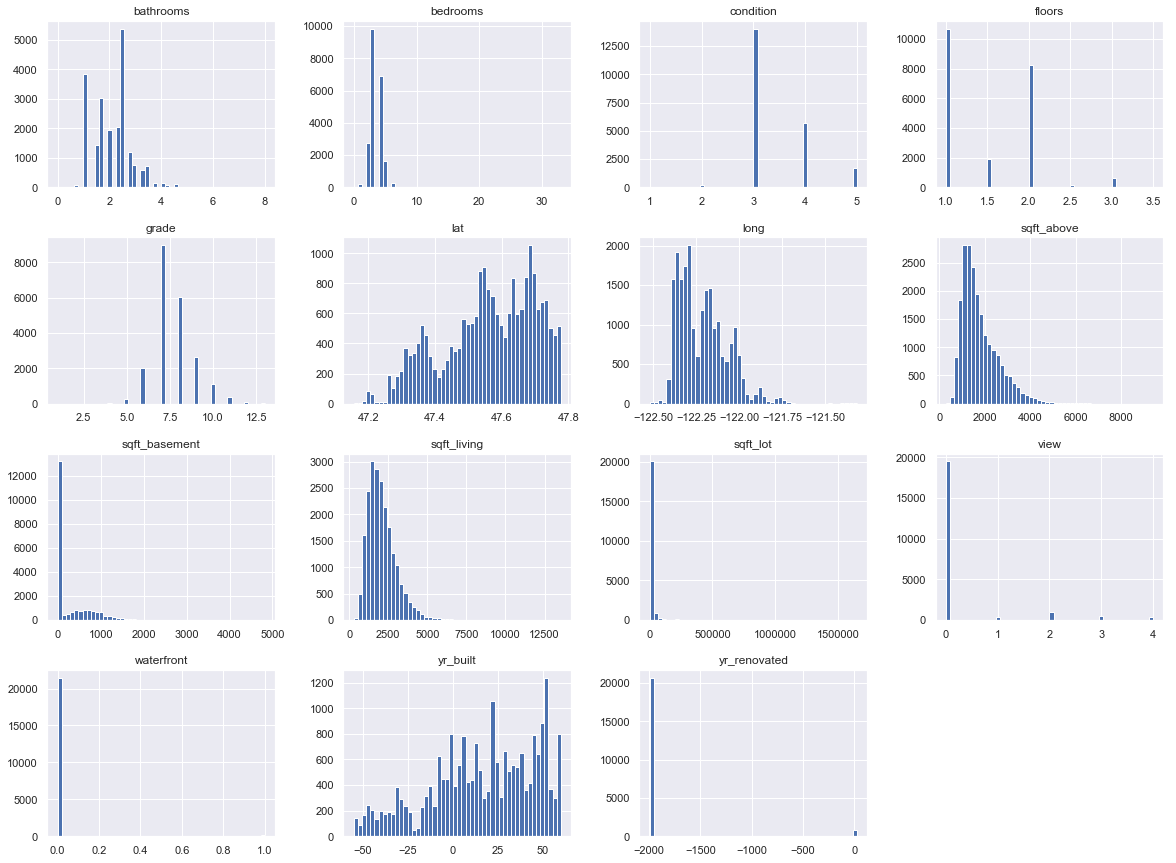 bathrooms
5000
4000
3000
2000
1000
0
0 2 4 6 8
bedrooms
10000
8000
6000
4000
2000
0
0 10 20 30
condition
12500
10000
7500
5000
2500
0
1 2 3 4 5
floors
10000
8000
6000
4000
2000
0
1.0 1.5 2.0 2.5 3.0 3.5
grade
8000
6000
4000
2000
0
2.5 5.0 7.5 10.0 12.5
lat
1000
800
600
400
200
0
47.2 47.4 47.6 47.8
long
2000
1500
1000
500
0
−122.50 −122.25 −122.00 −121.75 −121.50
sqft_above
2500
2000
1500
1000
500
0
0 2000 4000 6000 8000
sqft_basement
12000
10000
8000
6000
4000
2000
0
0 1000 2000 3000 4000 5000
sqft_living
3000
2500
2000
1500
1000
500
0
0 2500 5000 7500 10000 12500
sqft_lot
20000
15000
10000
5000
0
0 500000 1000000 1500000
view
20000
15000
10000
5000
0
0 1 2 3 4
waterfront
20000
15000
10000
5000
0
0.0 0.2 0.4 0.6 0.8 1.0
yr_built
1200
1000
800
600
400
200
0
−50 −25 0 25 50
yr_renovated
20000
15000
10000
5000
0
−2000 −1500 −1000 −500 0